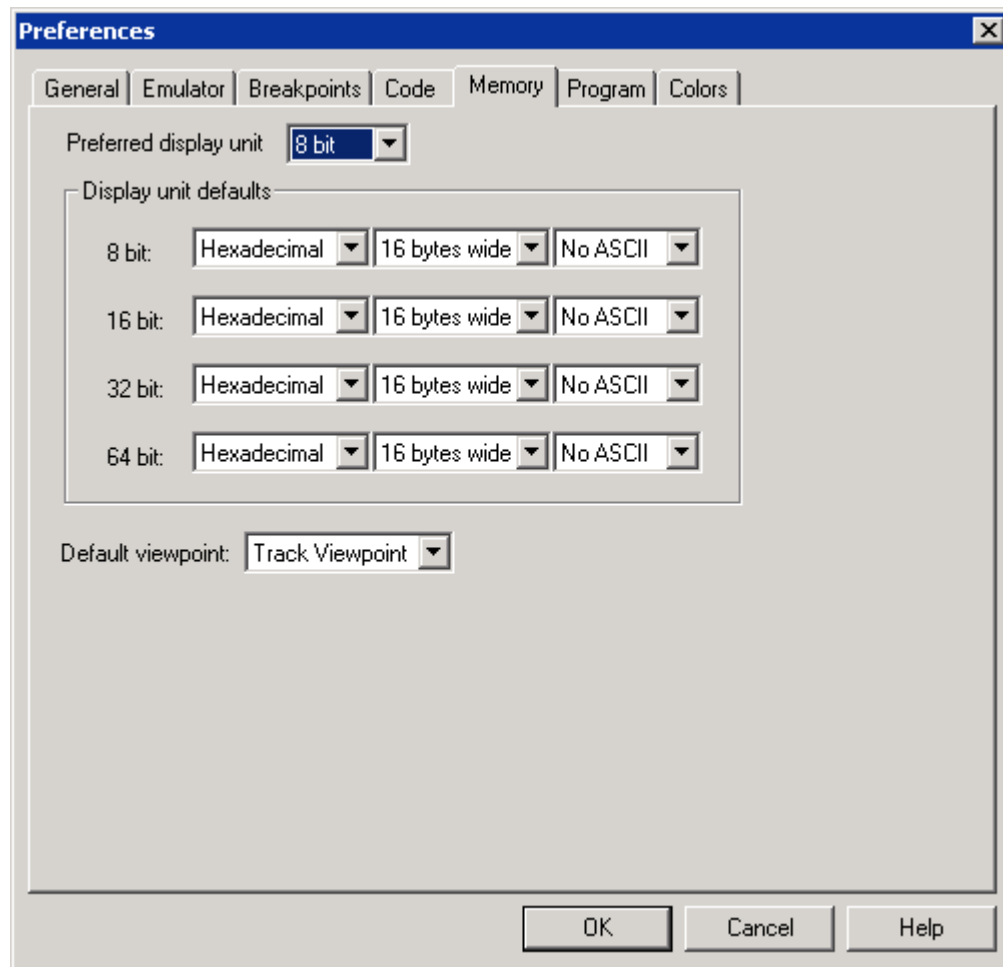 Preferences
General Emulator Breakpoints Code Memory Program Colors
Preferred display unit 8 bit
Display unit defaults
8 bit: Hexadecimal 16 bytes wide No ASCII
16 bit: Hexadecimal 16 bytes wide No ASCII
32 bit: Hexadecimal 16 bytes wide No ASCII
64 bit: Hexadecimal 16 bytes wide No ASCII
Default viewpoint: Track Viewpoint
OK Cancel Help